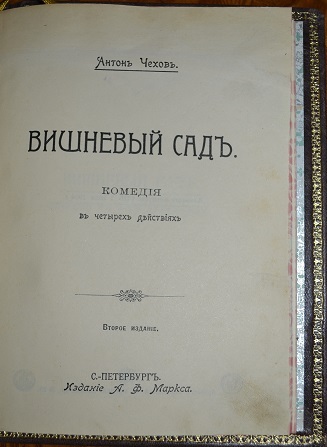 Антонъ Чеховъ.
ВИШНЕВЫЙ САДЪ.
КОМЕДІЯ
въ четырехъ дѣйствіяхъ
Второе изданіе.
С.-ПЕТЕРБУРГЪ.
Изданіе А. Ф. Маркса.